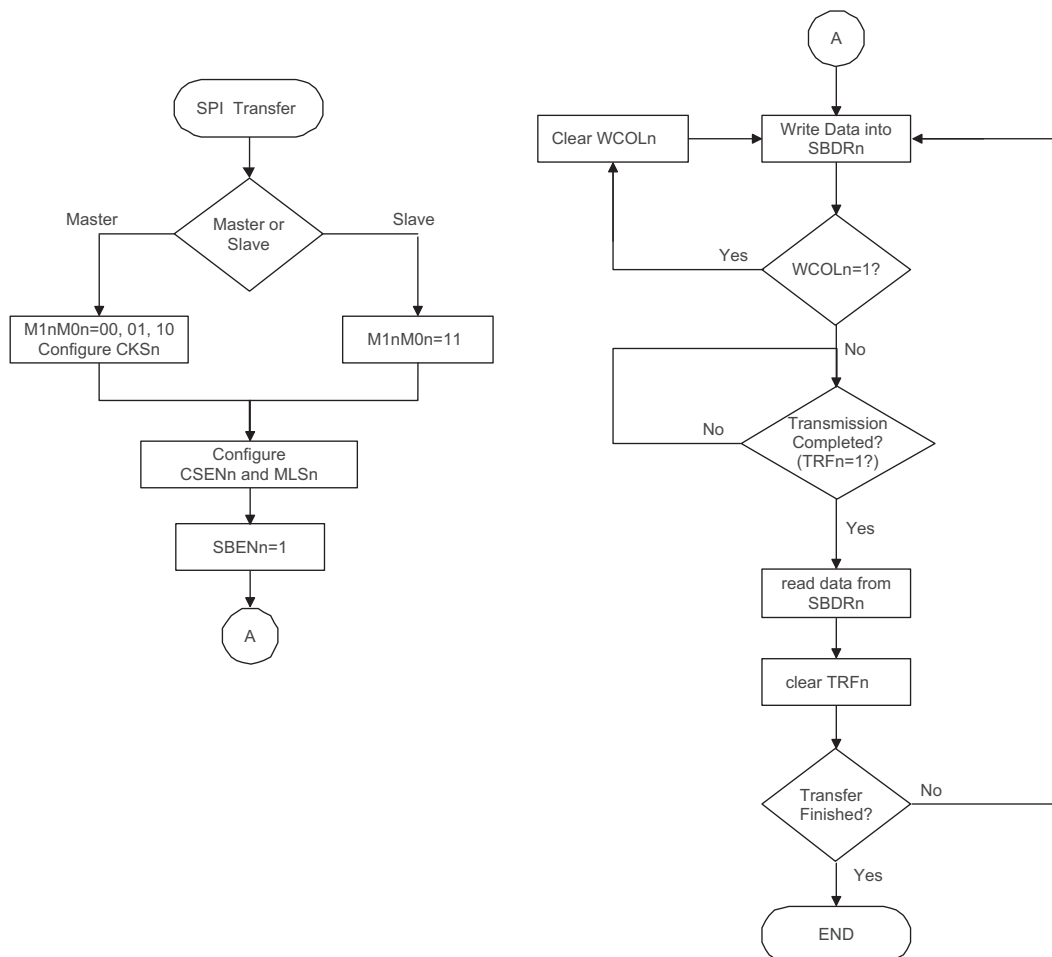 SPI Transfer
Master or
Slave
Master
Slave
M1nM0n=00, 01, 10
Configure CKSn
M1nM0n=11
Configure
CSENn and MLSn
SBENn=1
A
A
Write Data into
SBDRn
Clear WCOLn
Yes
WCOLn=1?
No
No
Transmission
Completed?
(TRFn=1?)
Yes
read data from
SBDRn
clear TRFn
Transfer
Finished?
No
Yes
END